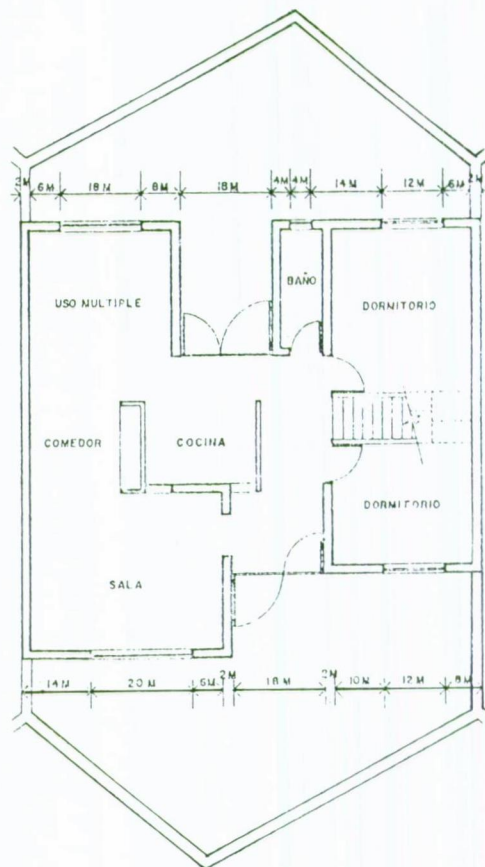 2M 6M 18M 8M 18M 4M 4M 14M 12M 6M 2M
BAÑO
USO MULTIPLE DORMITORIO
COMEDOR COCINA
DORMITORIO
SALA
14M 20M 6M 2M 18M 2M 10M 12M 8M